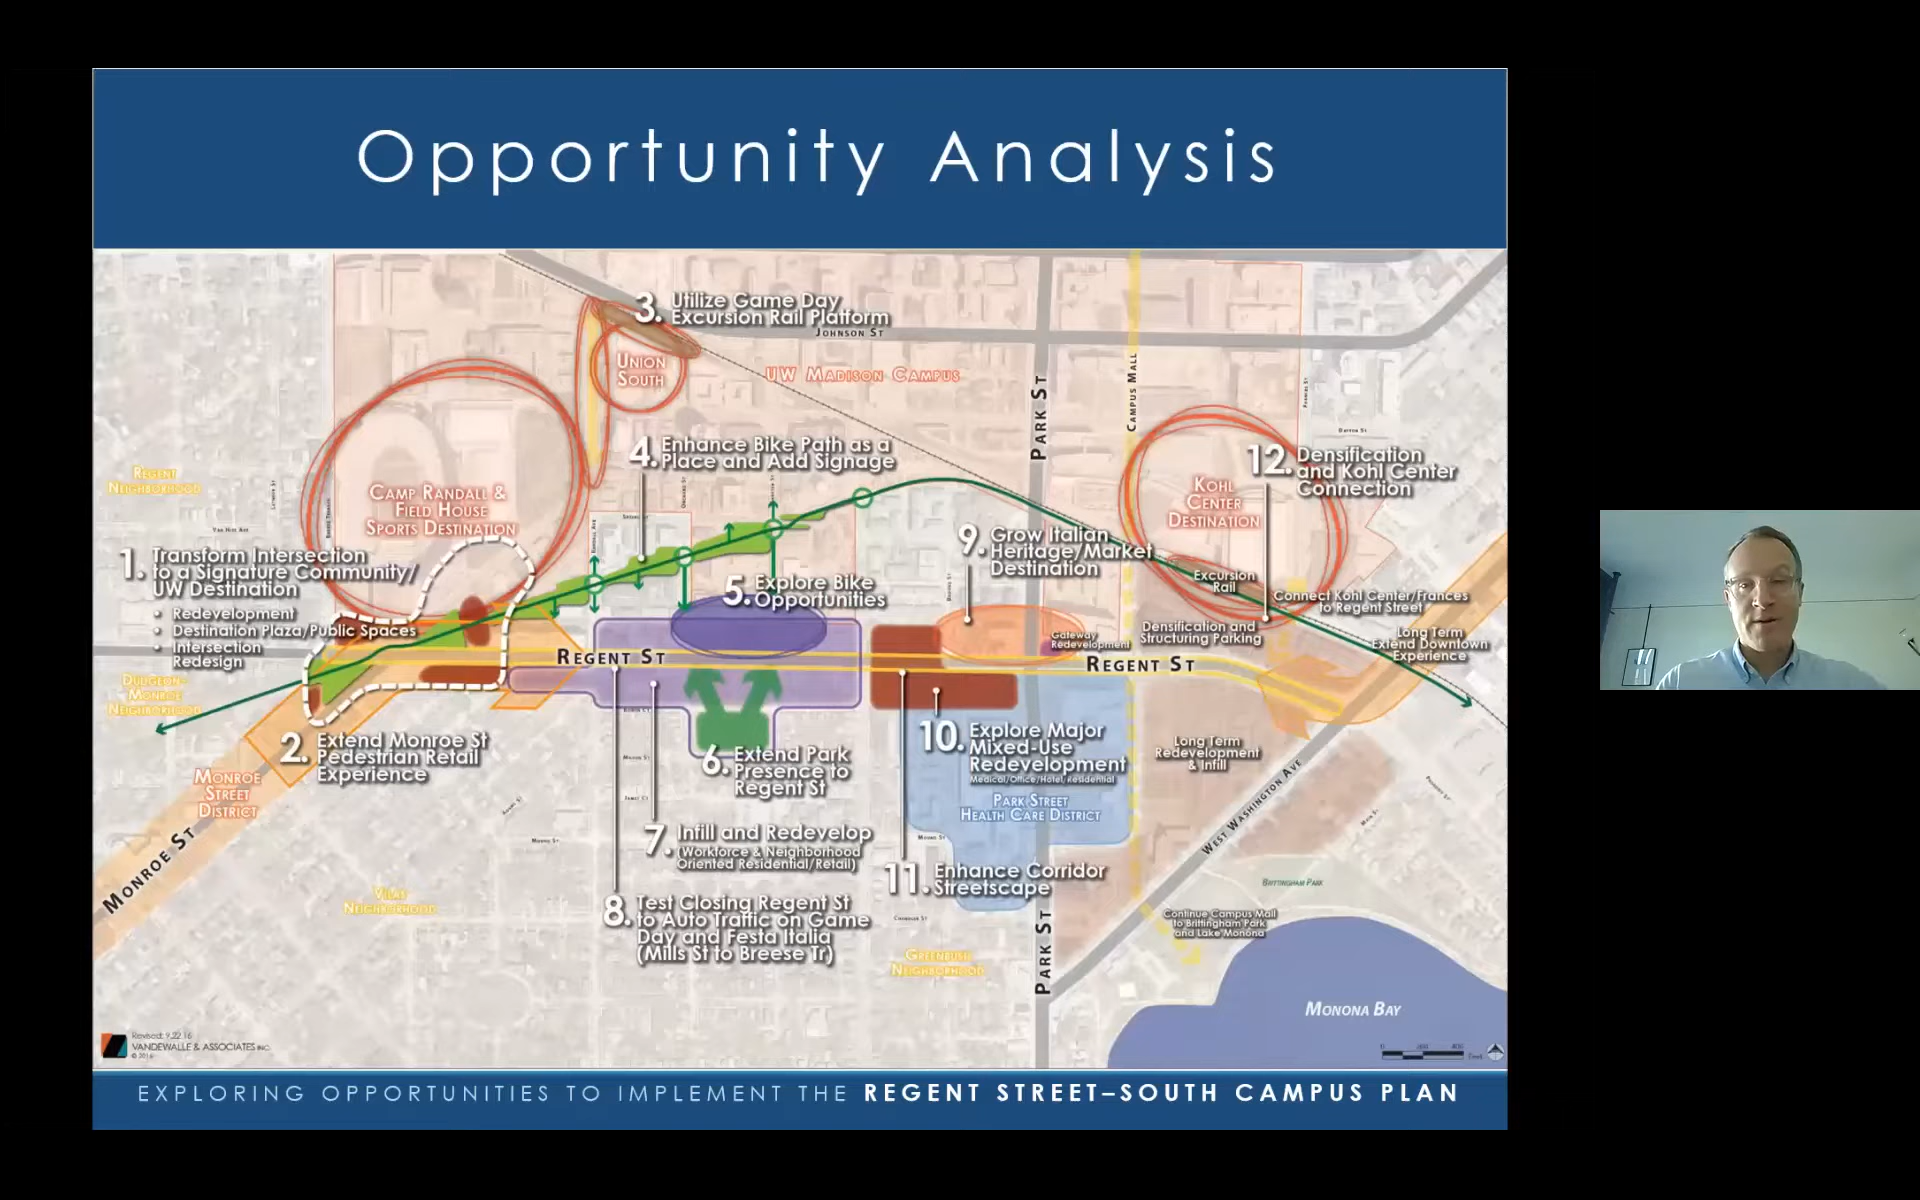 Opportunity Analysis
3. Utilize Game Day
Excursion Rail Platform
JOHNSON ST
UNION
SOUTH
UW MADISON CAMPUS
CAMPUS MALL
PARK ST
4. Enhance Bike Path as a
Place and Add Signage
12. Densification
and Kohl Center
Connection
REGENT
NEIGHBORHOOD
CAMP RANDALL &
FIELD HOUSE
SPORTS DESTINATION
KOHL
CENTER
DESTINATION
1. Transform Intersection
to a Signature Community/
UW Destination
• Redevelopment
• Destination Plaza/Public Spaces
• Intersection
Redesign
9. Grow Italian
Heritage/Market
Destination
5. Explore Bike
Opportunities
Excursion
Rail
Connect Kohl Center/Frances
to Regent Street
Gateway
Redevelopment
Densification and
Structuring Parking
Long Term
Extend Downtown
Experience
REGENT ST
REGENT ST
DUDGEON-
MONROE
NEIGHBORHOOD
2. Extend Monroe St
Pedestrian Retail
Experience
6. Extend Park
Presence to
Regent St
10. Explore Major
Mixed-Use
Redevelopment
Medical/Office/Hotel, Residential
Long Term
Redevelopment
& Infill
MONROE
STREET
DISTRICT
PARK STREET
HEALTH CARE DISTRICT
MONROE ST
WEST WASHINGTON AVE
7. Infill and Redevelop
(Workforce & Neighborhood
Oriented Residential/Retail)
11. Enhance Corridor
Streetscape
VILAS
NEIGHBORHOOD
BRITTINGHAM PARK
8. Test Closing Regent St
to Auto Traffic on Game
Day and Festa Italia
(Mills St to Breese Tr)
Continue Campus Mall
to Brittingham Park
and Lake Monona
GREENBUSH
NEIGHBORHOOD
PARK ST
MONONA BAY
Revised: 9.22.16
VANDEWALLE & ASSOCIATES INC.
© 2016
EXPLORING OPPORTUNITIES TO IMPLEMENT THE REGENT STREET–SOUTH CAMPUS PLAN